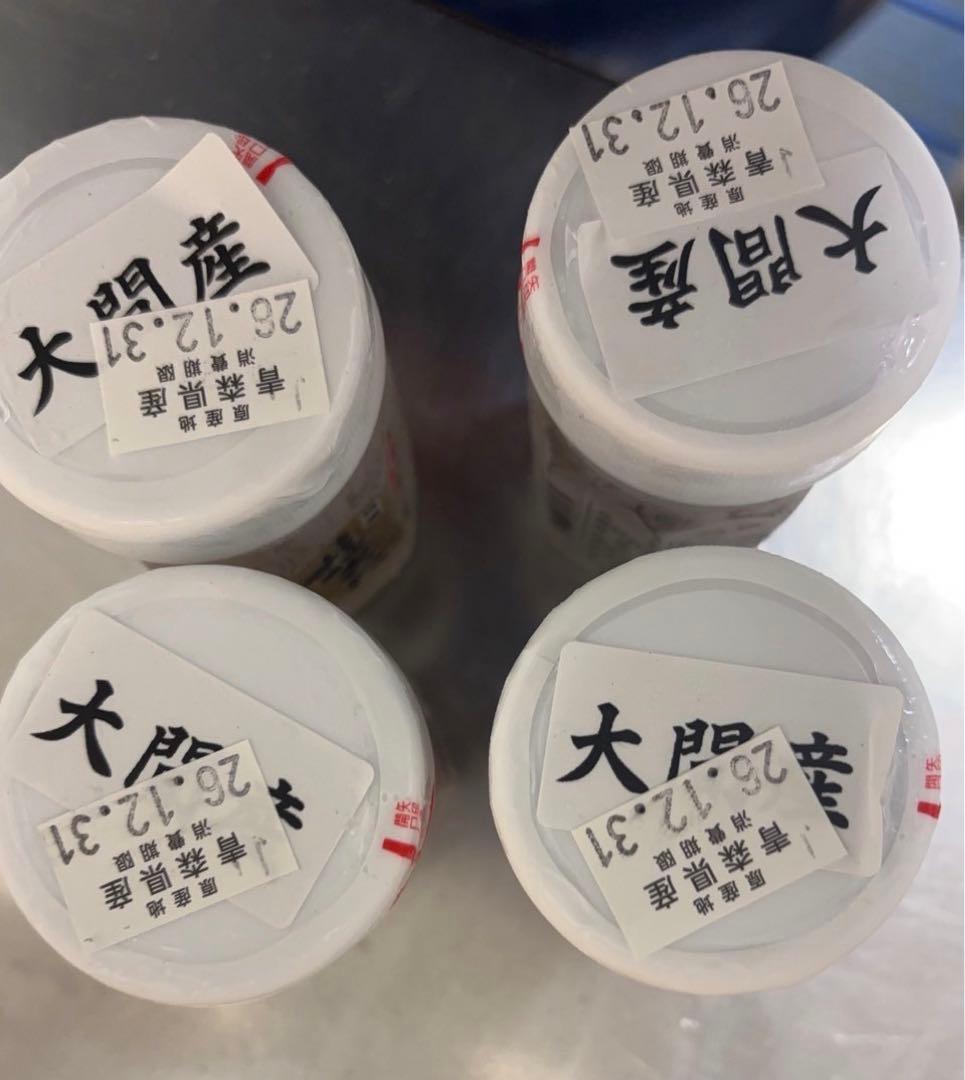 大間産
原産地
青森県産
消費期限
26.12.31
大間産
原産地
青森県産
消費期限
26.12.31
大間産
原産地
青森県産
消費期限
26.12.31
大間産
原産地
青森県産
消費期限
26.12.31